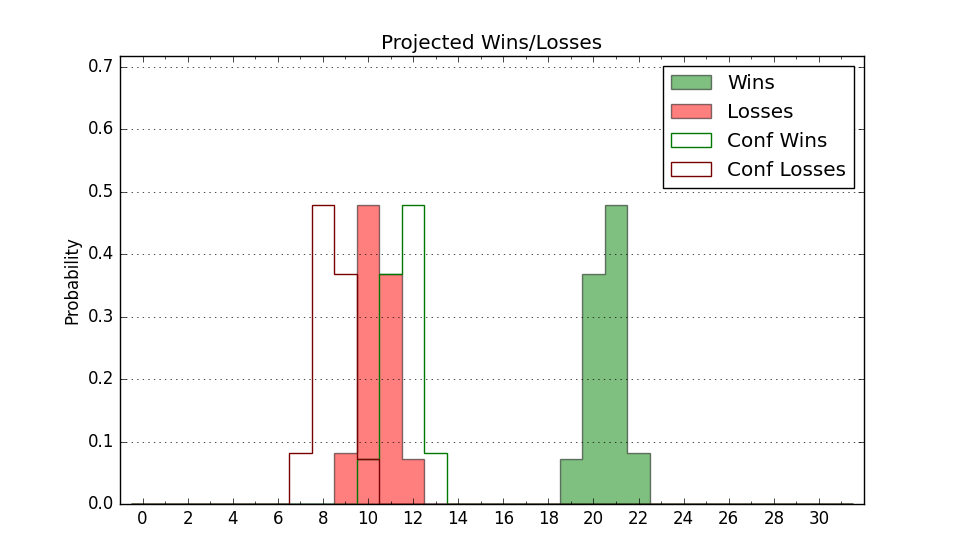 Projected Wins/Losses
Wins
Losses
Conf Wins
Conf Losses
Probability
0.7
0.6
0.5
0.4
0.3
0.2
0.1
0.0
0 2 4 6 8 10 12 14 16 18 20 22 24 26 28 30